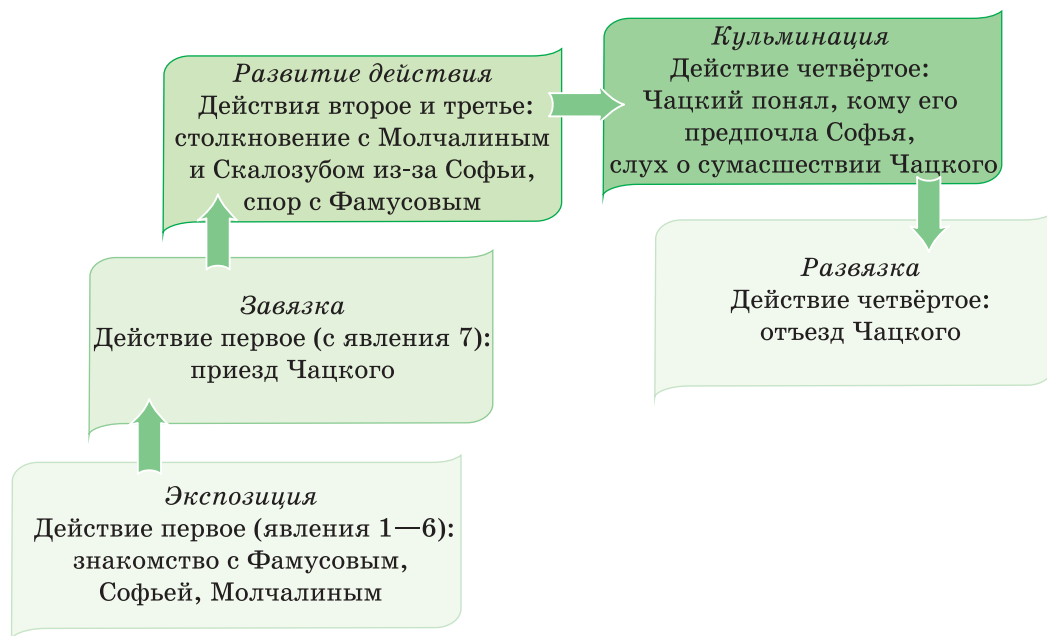 Экспозиция
Действие первое (явления 1—6):
знакомство с Фамусовым,
Софьей, Молчалиным
Завязка
Действие первое (с явления 7):
приезд Чацкого
Развитие действия
Действия второе и третье:
столкновение с Молчалиным
и Скалозубом из-за Софьи,
спор с Фамусовым
Кульминация
Действие четвёртое:
Чацкий понял, кому его
предпочла Софья,
слух о сумасшествии Чацкого
Развязка
Действие четвёртое:
отъезд Чацкого